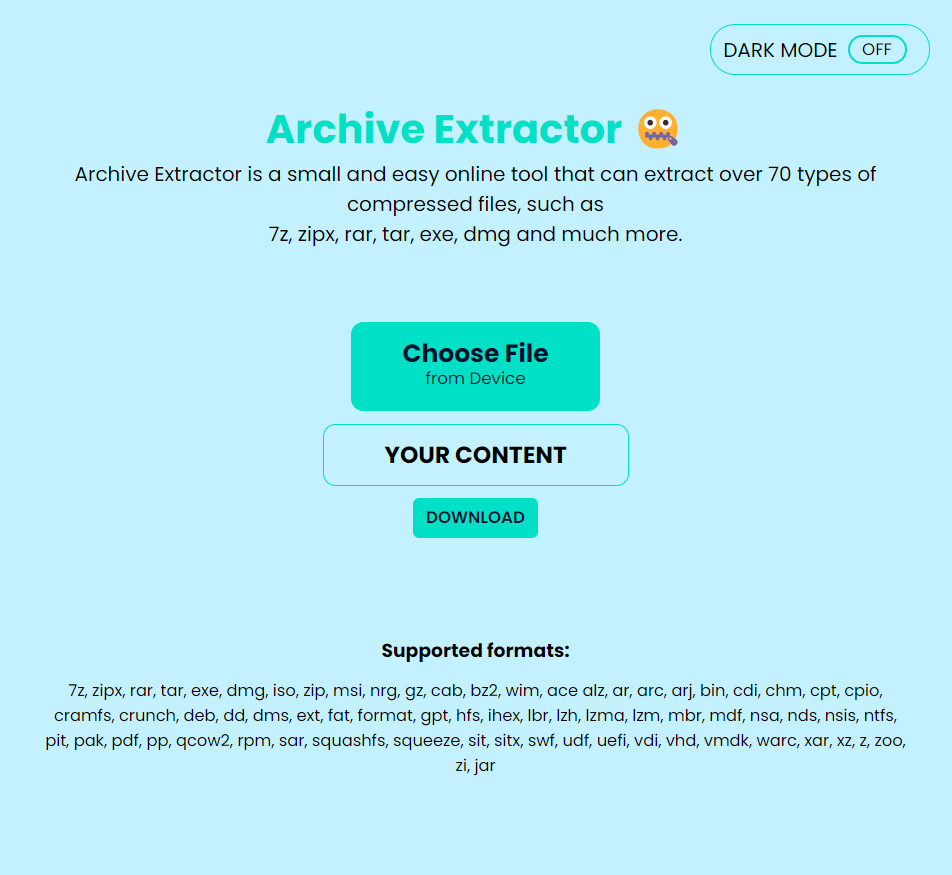 DARK MODE OFF
Archive Extractor 🤐
Archive Extractor is a small and easy online tool that can extract over 70 types of
compressed files, such as
7z, zipx, rar, tar, exe, dmg and much more.
Choose File
from Device
YOUR CONTENT
DOWNLOAD
Supported formats:
7z, zipx, rar, tar, exe, dmg, iso, zip, msi, nrg, gz, cab, bz2, wim, ace alz, ar, arc, arj, bin, cdi, chm, cpt, cpio,
cramfs, crunch, deb, dd, dms, ext, fat, format, gpt, hfs, ihex, lbr, lzh, lzma, lzm, mbr, mdf, nsa, nds, nsis, ntfs,
pit, pak, pdf, pp, qcow2, rpm, sar, squashfs, squeeze, sit, sitx, swf, udf, uefi, vdi, vhd, vmdk, warc, xar, xz, z, zoo,
zi, jar